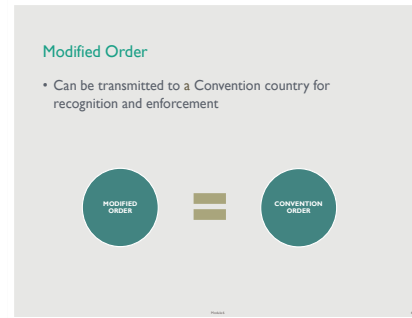 Modified Order
• Can be transmitted to a Convention country for
recognition and enforcement
MODIFIED
ORDER
CONVENTION
ORDER